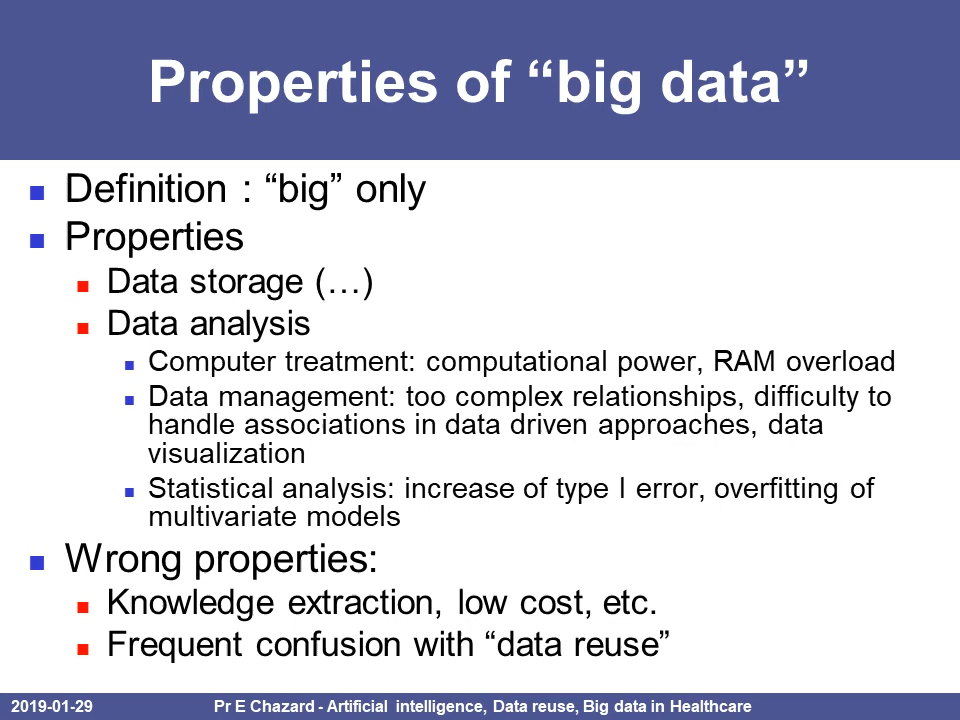 Properties of “big data”
Definition : “big” only
Properties
Data storage (…)
Data analysis
Computer treatment: computational power, RAM overload
Data management: too complex relationships, difficulty to
handle associations in data driven approaches, data
visualization
Statistical analysis: increase of type I error, overfitting of
multivariate models
Wrong properties:
Knowledge extraction, low cost, etc.
Frequent confusion with “data reuse”
2019-01-29
Pr E Chazard - Artificial intelligence, Data reuse, Big data in Healthcare